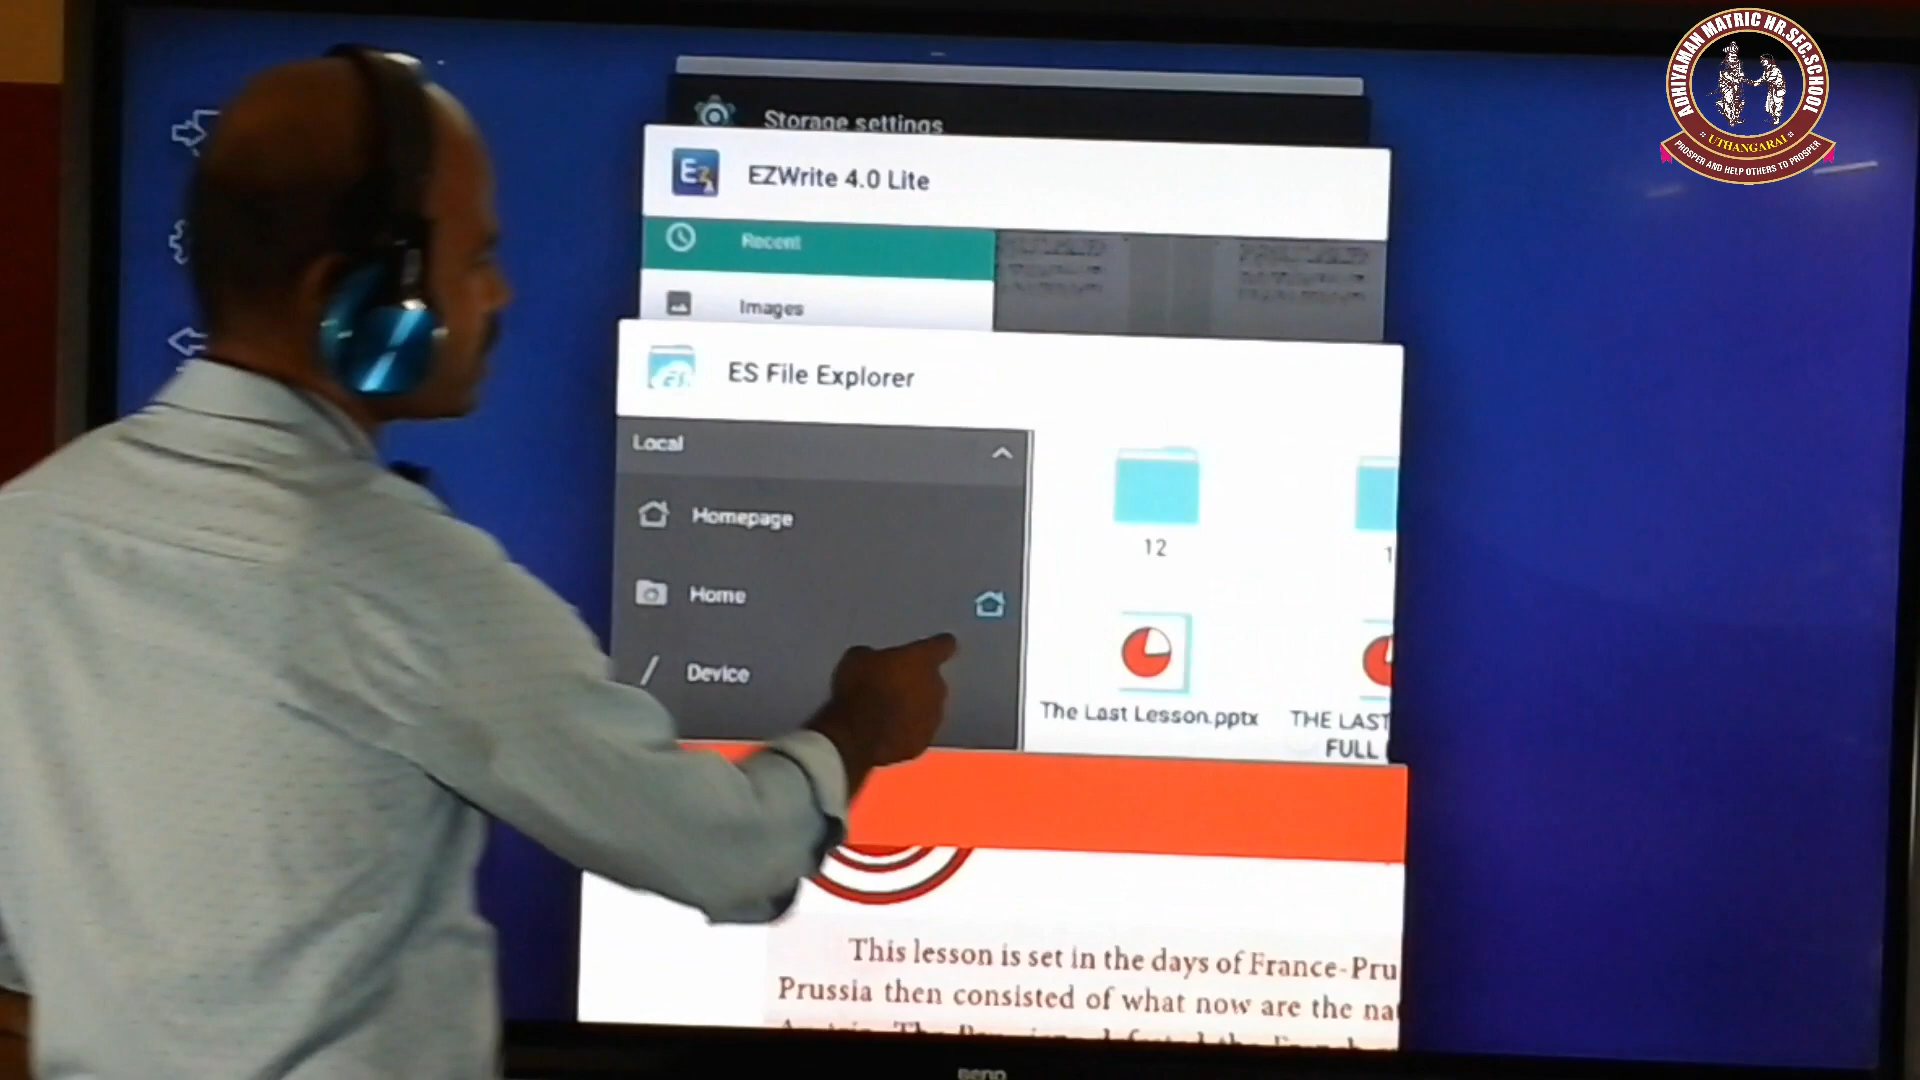 ADHIYAMAN MATRIC HR.SEC.SCHOOL
:: UTHANGARAI ::
PROSPER AND HELP OTHERS TO PROSPER
Storage settings
EZWrite 4.0 Lite
Recent
Images
ES File Explorer
Local
Homepage
Home
Device
12
The Last Lesson.pptx
THE LAST
FULL
This lesson is set in the days of France-Pru
Prussia then consisted of what now are the na
BenQ